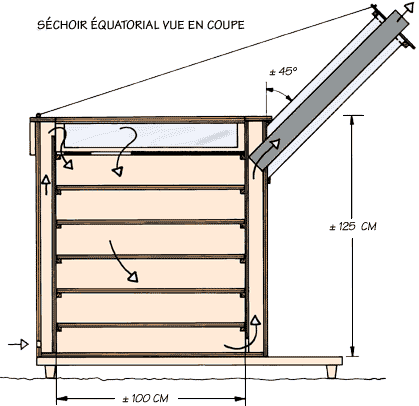 SÉCHOIR ÉQUATORIAL VUE EN COUPE
± 45°
± 125 CM
± 100 CM